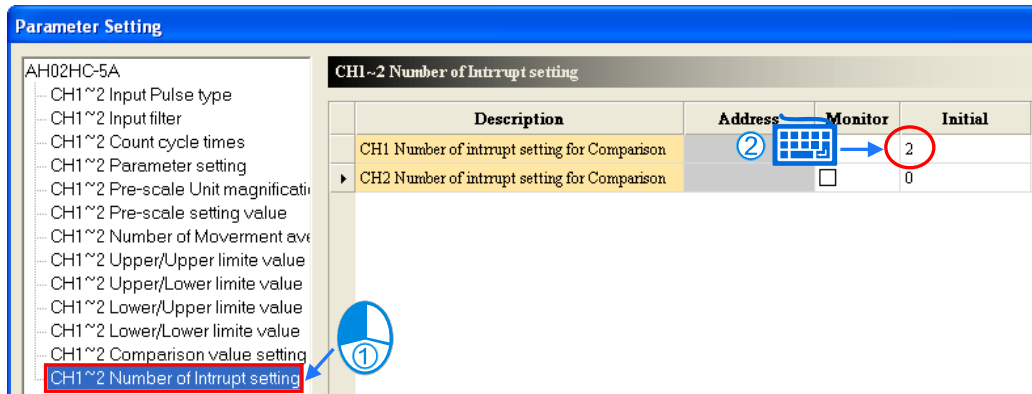 Parameter Setting
AH02HC-5A
CH1~2 Input Pulse type
CH1~2 Input filter
CH1~2 Count cycle times
CH1~2 Parameter setting
CH1~2 Pre-scale Unit magnificati
CH1~2 Pre-scale setting value
CH1~2 Number of Moverment ave
CH1~2 Upper/Upper limite value
CH1~2 Upper/Lower limite value
CH1~2 Lower/Upper limite value
CH1~2 Lower/Lower limite value
CH1~2 Comparison value setting
CH1~2 Number of Intrrupt setting
①
CH1~2 Number of Intrrupt setting
Description Address Monitor Initial
CH1 Number of intrrupt setting for Comparison ② 2
CH2 Number of intrrupt setting for Comparison 0